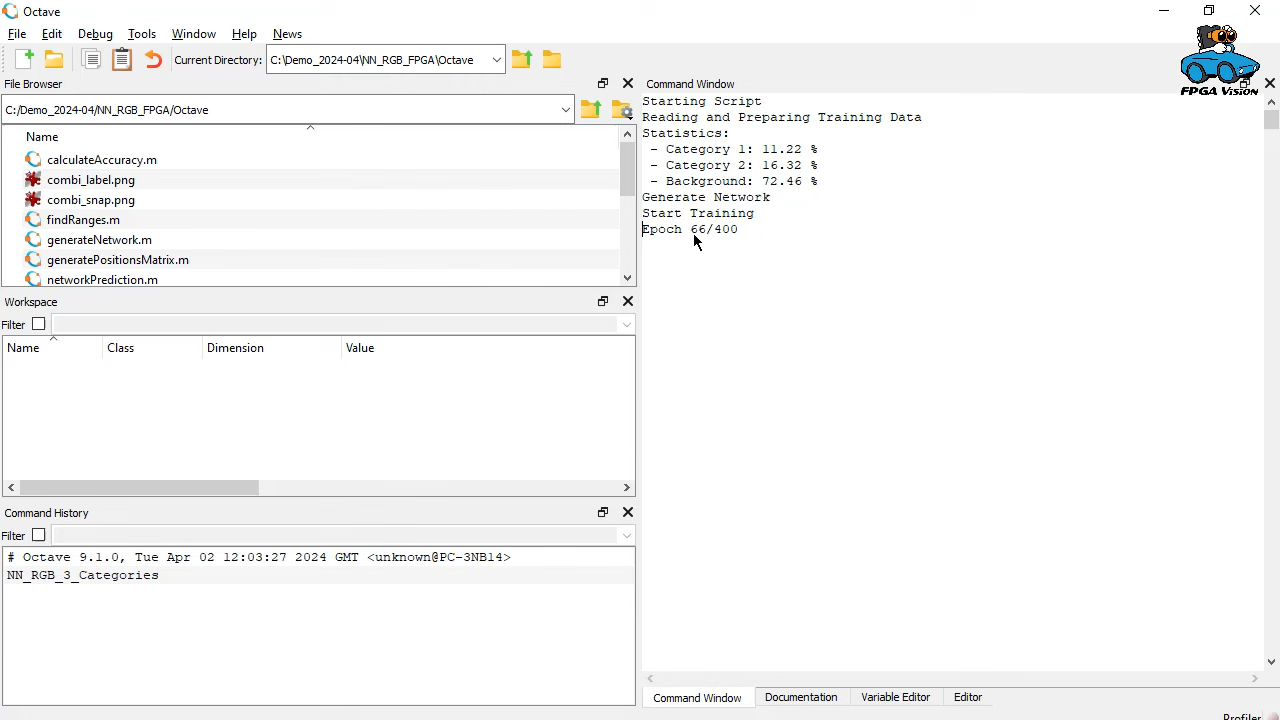 Octave
File Edit Debug Tools Window Help News
Current Directory: C:\Demo_2024-04\NN_RGB_FPGA\Octave
FPGA Vision
File Browser
C:/Demo_2024-04/NN_RGB_FPGA/Octave
Name
calculateAccuracy.m
combi_label.png
combi_snap.png
findRanges.m
generateNetwork.m
generatePositionsMatrix.m
networkPrediction.m
Workspace
Filter
Name Class Dimension Value
Command History
Filter
# Octave 9.1.0, Tue Apr 02 12:03:27 2024 GMT <unknown@PC-3NB14>
NN_RGB_3_Categories
Command Window
Starting Script
Reading and Preparing Training Data
Statistics:
- Category 1: 11.22 %
- Category 2: 16.32 %
- Background: 72.46 %
Generate Network
Start Training
Epoch 66/400
Command Window Documentation Variable Editor Editor
Profiler